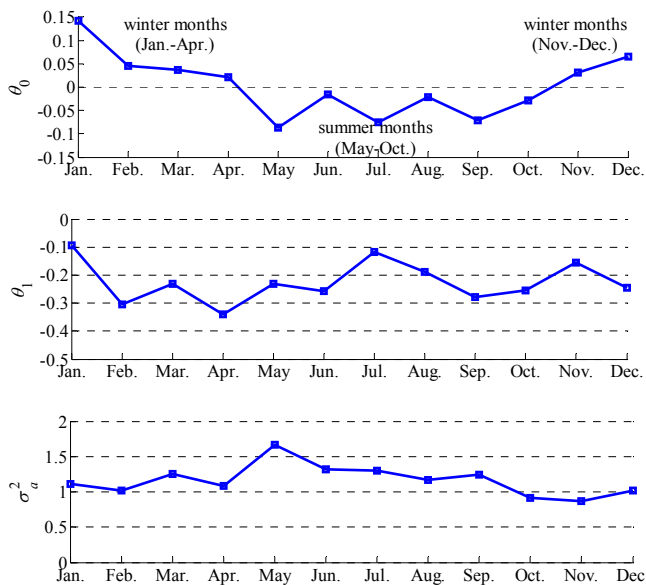 0.15
0.1
0.05
0
-0.05
-0.1
0.15
θ0
winter months
(Jan.-Apr.)
winter months
(Nov.-Dec.)
summer months
(May-Oct.)
Jan. Feb. Mar. Apr. May Jun. Jul. Aug. Sep. Oct. Nov. Dec.
0
-0.1
-0.2
-0.3
-0.4
-0.5
θ1
Jan. Feb. Mar. Apr. May Jun. Jul. Aug. Sep. Oct. Nov. Dec.
2
1.5
1
0.5
0
σ²a
Jan. Feb. Mar. Apr. May Jun. Jul. Aug. Sep. Oct. Nov. Dec